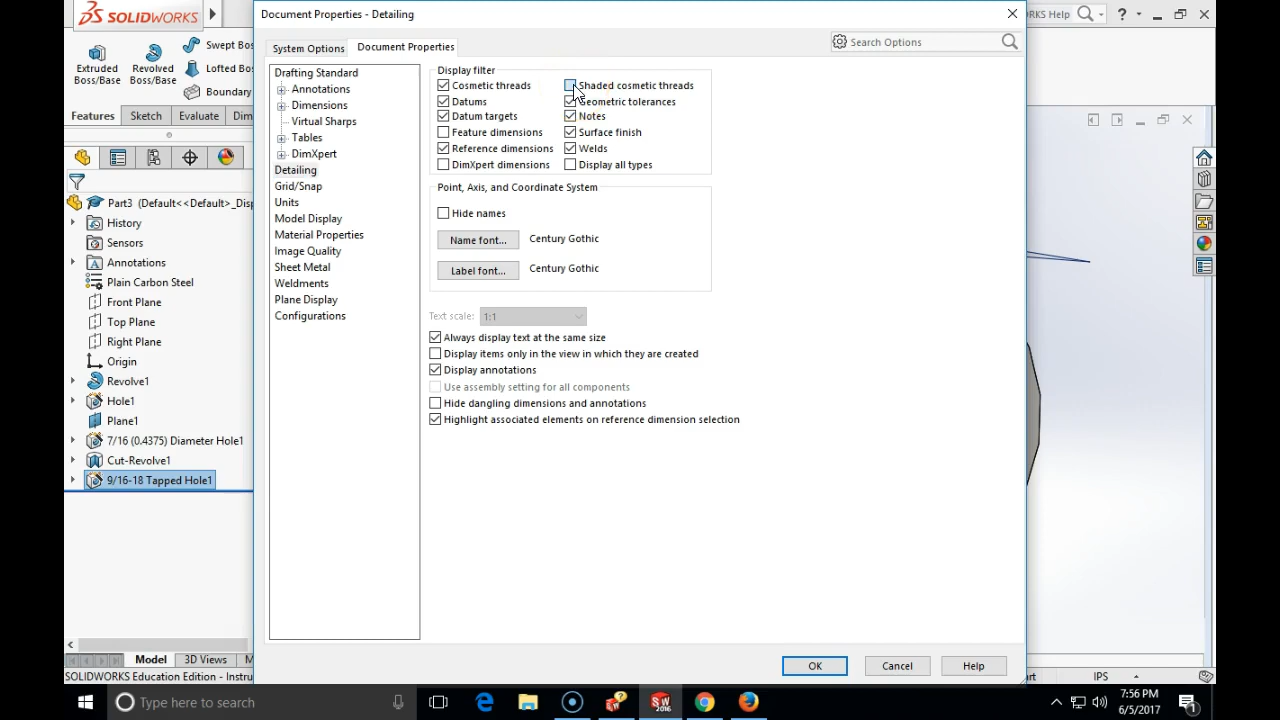 SOLIDWORKS
Document Properties - Detailing
RKS Help
?
Extruded Boss/Base
Revolved Boss/Base
Swept Bos
Lofted Bo
Boundary
Features
Sketch
Evaluate
Dim
System Options
Document Properties
Search Options
Part3 (Default<<Default>_Disp
History
Sensors
Annotations
Plain Carbon Steel
Front Plane
Top Plane
Right Plane
Origin
Revolve1
Hole1
Plane1
7/16 (0.4375) Diameter Hole1
Cut-Revolve1
9/16-18 Tapped Hole1
Drafting Standard
Annotations
Dimensions
Virtual Sharps
Tables
DimXpert
Detailing
Grid/Snap
Units
Model Display
Material Properties
Image Quality
Sheet Metal
Weldments
Plane Display
Configurations
Display filter
Cosmetic threads
Shaded cosmetic threads
Datums
Geometric tolerances
Datum targets
Notes
Feature dimensions
Surface finish
Reference dimensions
Welds
DimXpert dimensions
Display all types
Point, Axis, and Coordinate System
Hide names
Name font...
Century Gothic
Label font...
Century Gothic
Text scale:
1:1
Always display text at the same size
Display items only in the view in which they are created
Display annotations
Use assembly setting for all components
Hide dangling dimensions and annotations
Highlight associated elements on reference dimension selection
OK
Cancel
Help
Model
3D Views
M
SOLIDWORKS Education Edition - Instru
rt
IPS
Type here to search
SW
2016
7:56 PM
6/5/2017
1